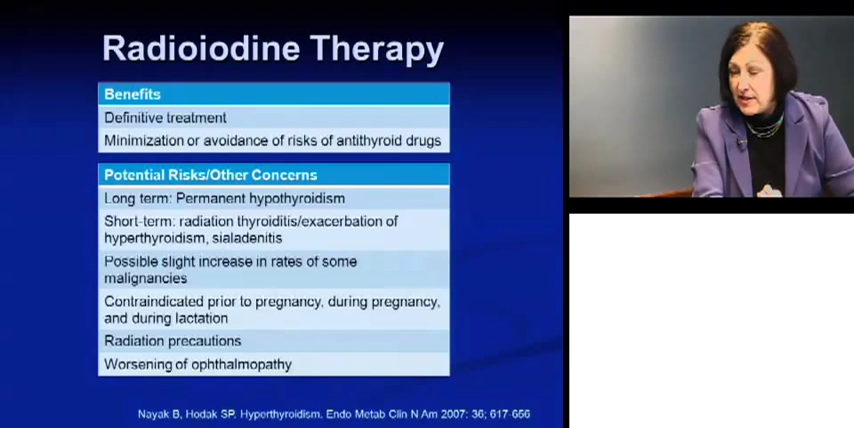 Radioiodine Therapy
Benefits
Definitive treatment
Minimization or avoidance of risks of antithyroid drugs
Potential Risks/Other Concerns
Long term: Permanent hypothyroidism
Short-term: radiation thyroiditis/exacerbation of
hyperthyroidism, sialadenitis
Possible slight increase in rates of some
malignancies
Contraindicated prior to pregnancy, during pregnancy,
and during lactation
Radiation precautions
Worsening of ophthalmopathy
Nayak B, Hodak SP. Hyperthyroidism. Endo Metab Clin N Am 2007: 36; 617-656